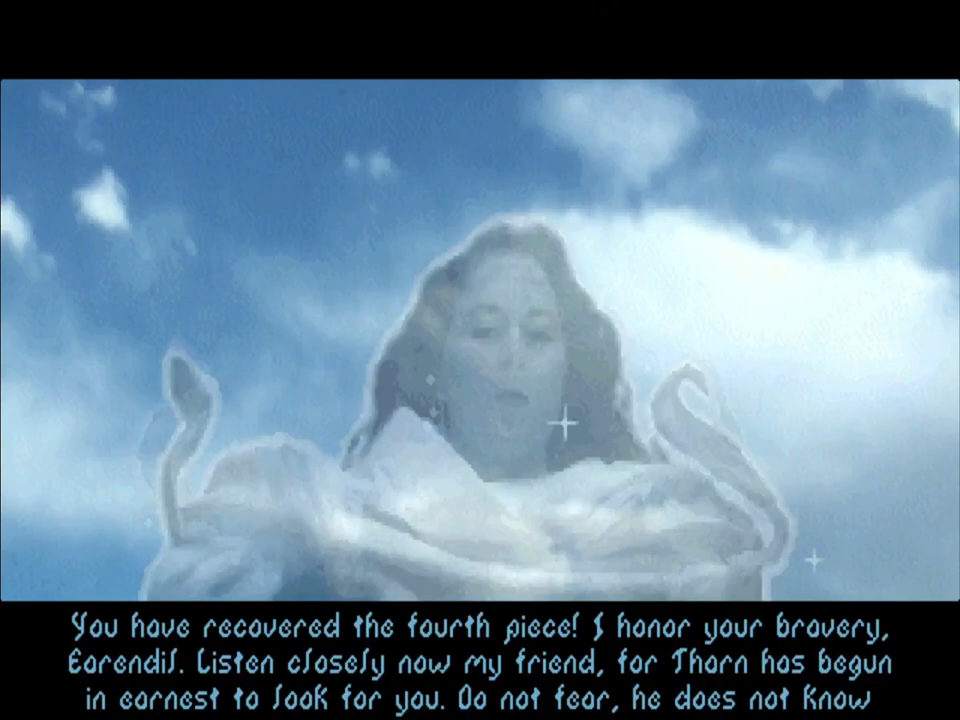 You have recovered the fourth piece! I honor your bravery,
Earendil. Listen closely now my friend, for Tharn has begun
in earnest to look for you. Do not fear, he does not know